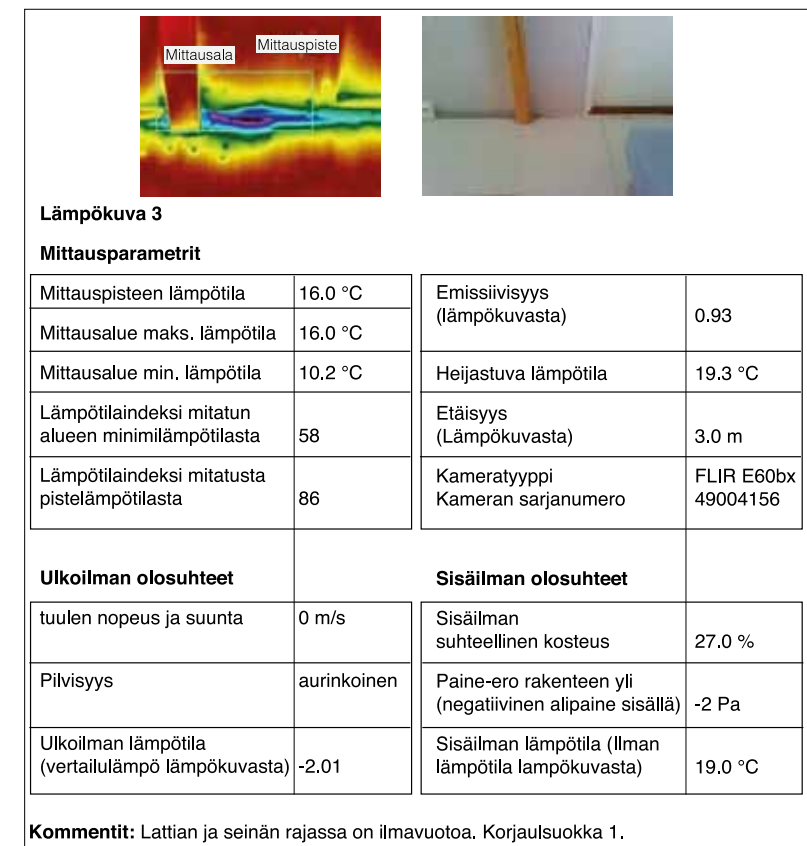 Mittausala
Mittauspiste
Lämpökuva 3
Mittausparametrit
Mittauspisteen lämpötila 16.0 °C
Mittausalue maks. lämpötila 16.0 °C
Mittausalue min. lämpötila 10.2 °C
Lämpötilaindeksi mitatun
alueen minimilämpötilasta 58
Lämpötilaindeksi mitatusta
pistelämpötilasta 86
Emissiivisyys
(lämpökuvasta) 0.93
Heijastuva lämpötila 19.3 °C
Etäisyys
(Lämpökuvasta) 3.0 m
Kameratyyppi FLIR E60bx
Kameran sarjanumero 49004156
Ulkoilman olosuhteet
tuulen nopeus ja suunta 0 m/s
Pilvisyys aurinkoinen
Ulkoilman lämpötila
(vertailulämpö lämpökuvasta) -2.01
Sisäilman olosuhteet
Sisäilman
suhteellinen kosteus 27.0 %
Paine-ero rakenteen yli
(negatiivinen alipaine sisällä) -2 Pa
Sisäilman lämpötila (Ilman
lämpötila lampökuvasta) 19.0 °C
Kommentit: Lattian ja seinän rajassa on ilmavuotoa. Korjaulsuokka 1.